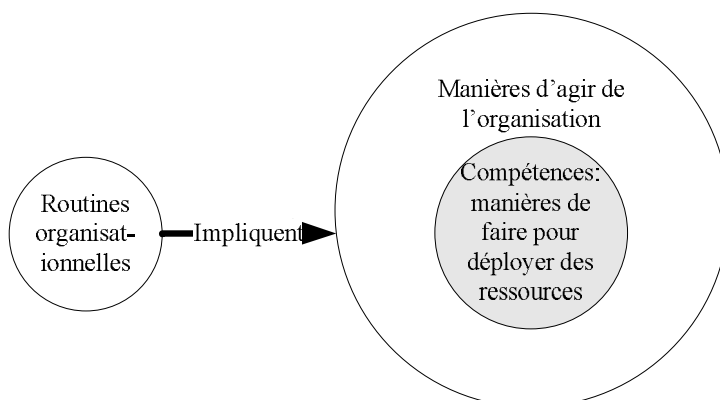 Routines
organisat-
ionnelles
Impliquent
Manières d’agir de
l’organisation
Compétences:
manières de
faire pour
déployer des
ressources